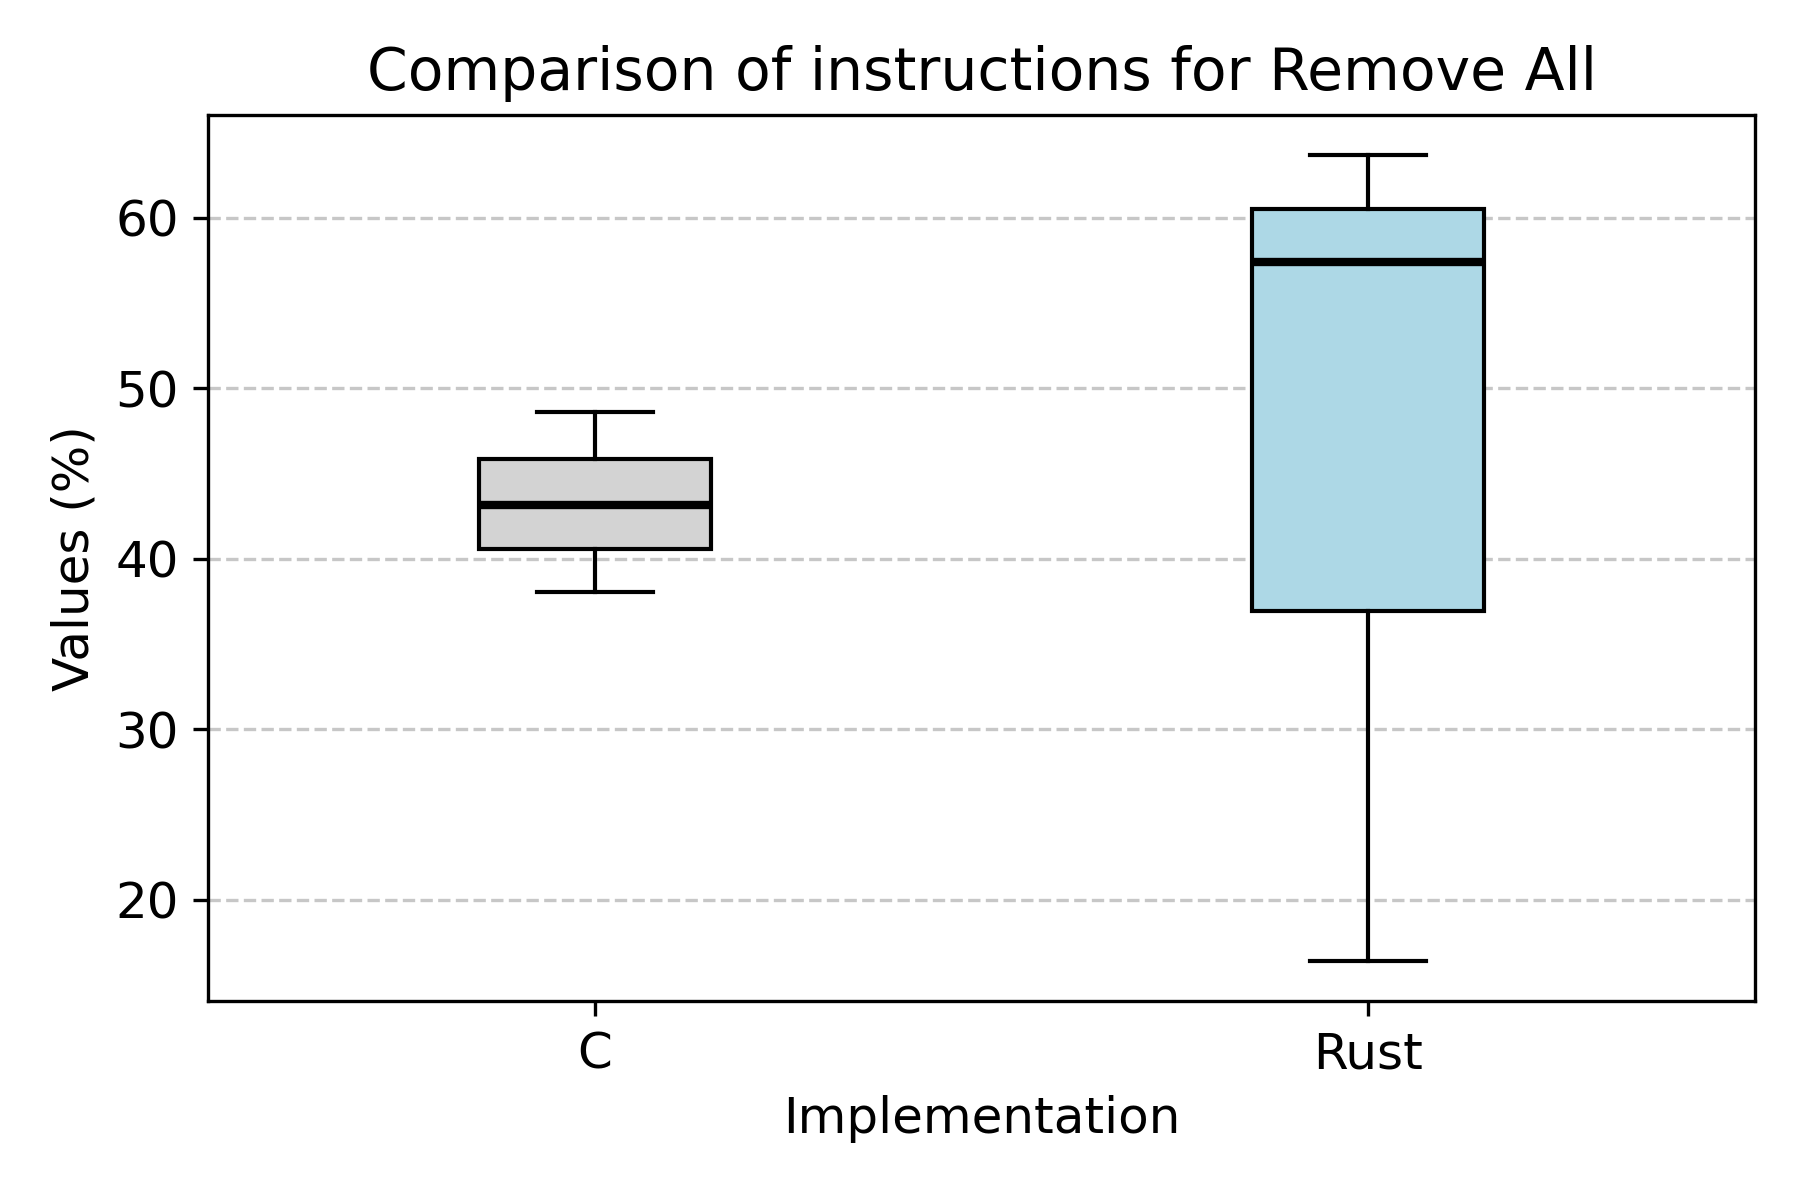 Comparison of instructions for Remove All
Values (%)
60
50
40
30
20
C
Rust
Implementation